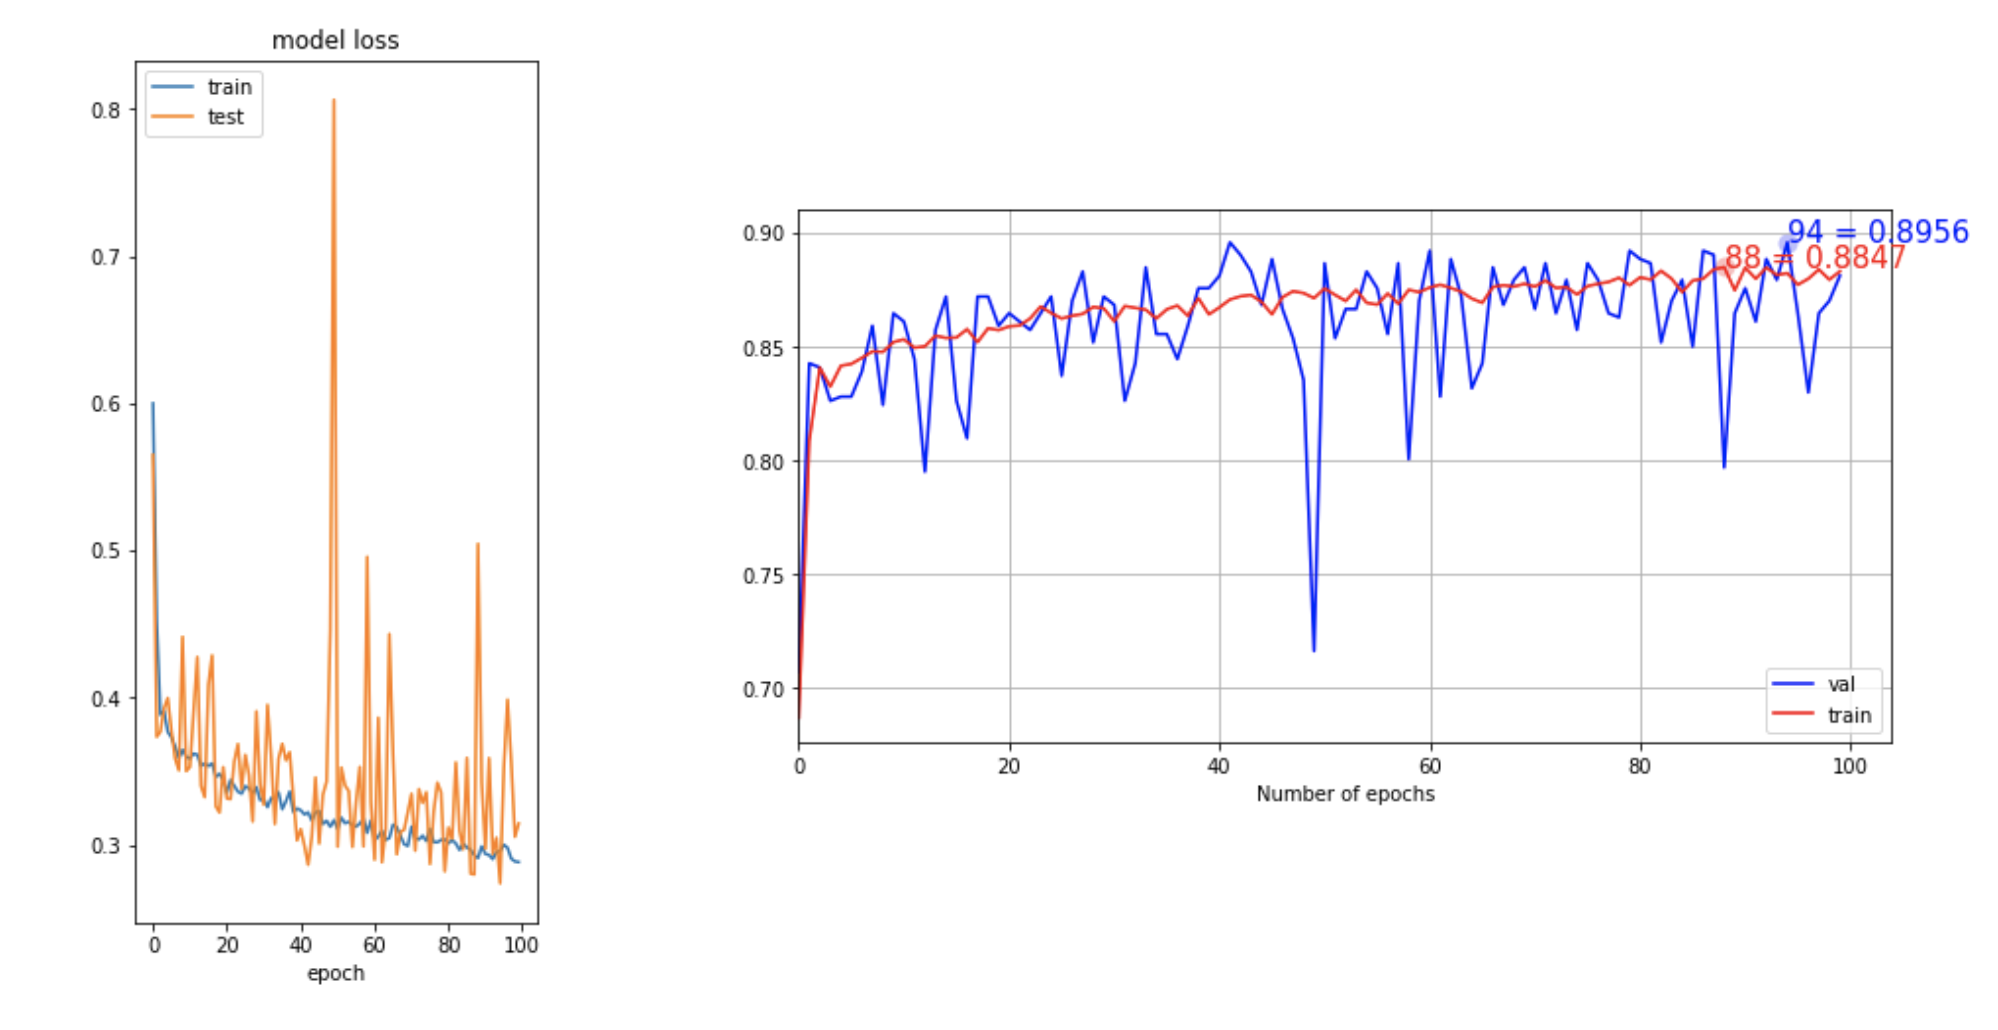 model loss
train
test
0.8
0.7
0.6
0.5
0.4
0.3
0 20 40 60 80 100
epoch
94 = 0.8956
88 = 0.8847
0.90
0.85
0.80
0.75
0.70
val
train
0 20 40 60 80 100
Number of epochs